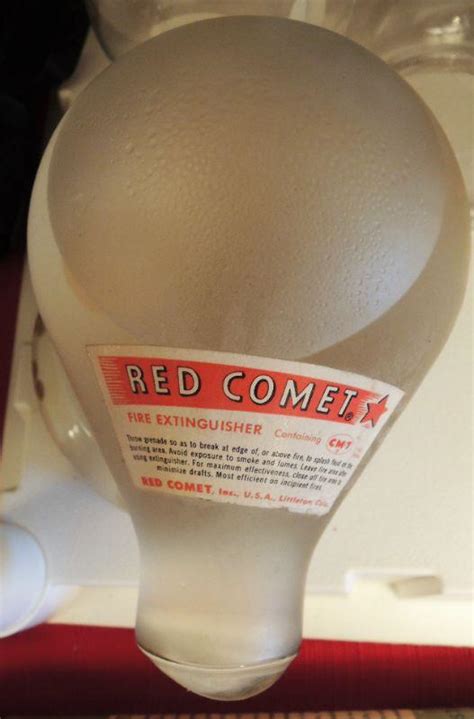 RED COMET®
FIRE EXTINGUISHER Containing CM-7
Throw grenade so as to break at edge of, or above fire, to splash fluid on the
burning area. Avoid exposure to smoke and fumes. Leave fire area after
using extinguisher. For maximum effectiveness, close off fire area to
minimize drafts. Most efficient on incipient fires.
RED COMET, Inc., U.S.A., Littleton, Colo.